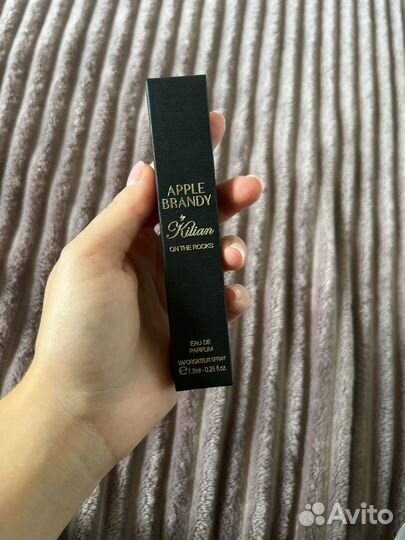 APPLE
BRANDY
by
Kilian
ON THE ROCKS
EAU DE
PARFUM
VAPORISATEUR SPRAY
℮7.5ml - 0.25 fl. oz.
Avito